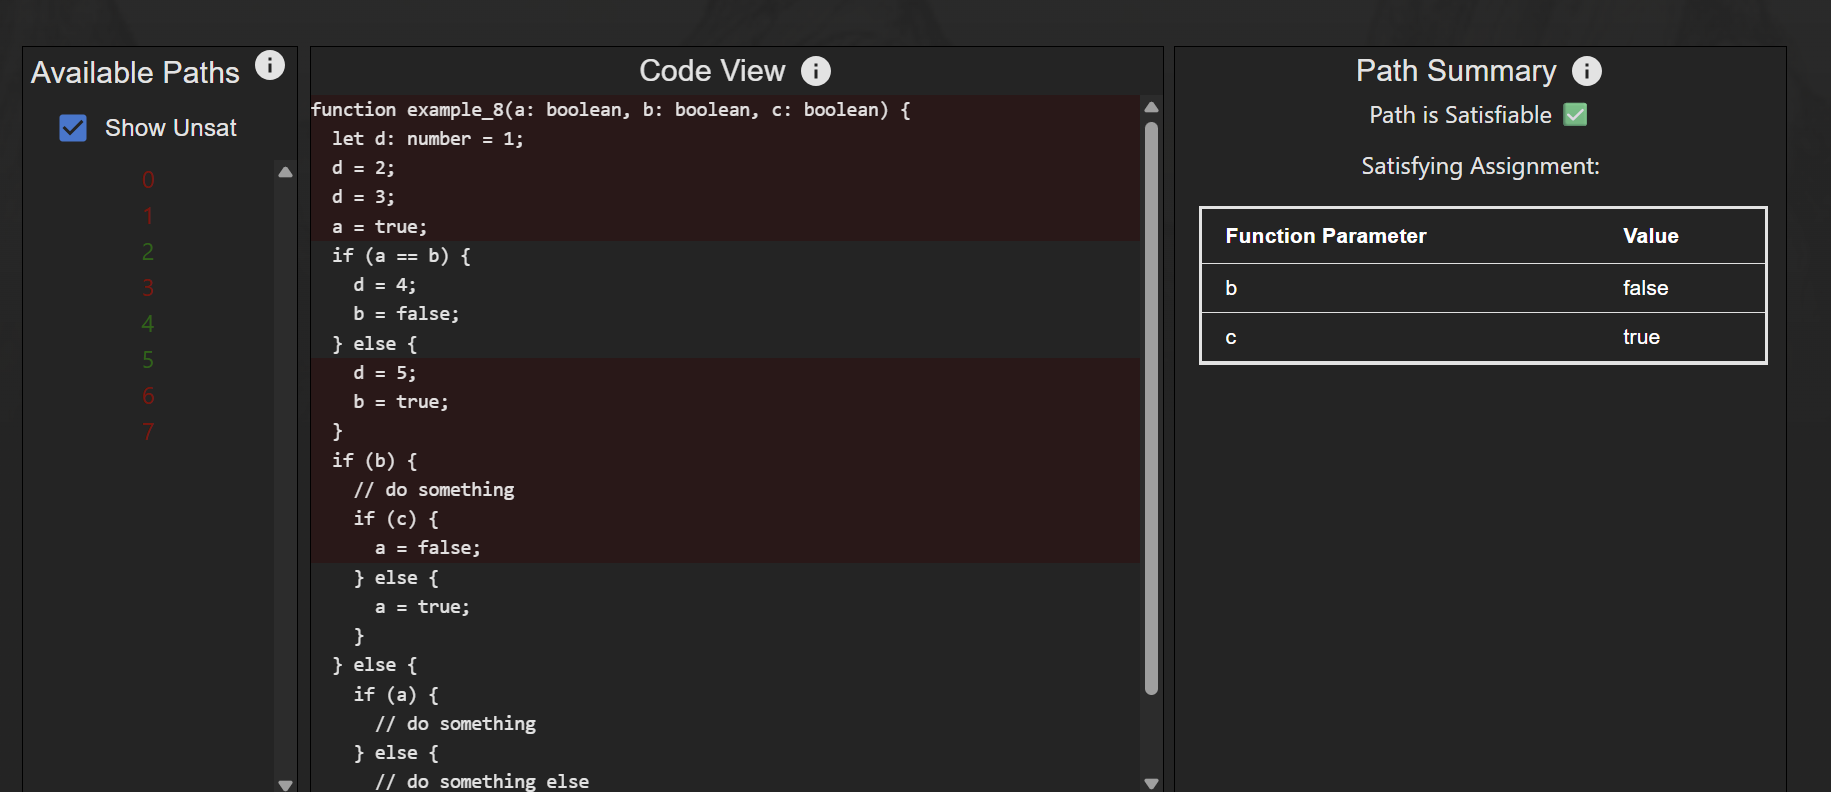 Available Paths
Show Unsat
0
1
2
3
4
5
6
7
Code View
function example_8(a: boolean, b: boolean, c: boolean) {
  let d: number = 1;
  d = 2;
  d = 3;
  a = true;
  if (a == b) {
    d = 4;
    b = false;
  } else {
    d = 5;
    b = true;
  }
  if (b) {
    // do something
    if (c) {
      a = false;
    } else {
      a = true;
    }
  } else {
    if (a) {
      // do something
    } else {
      // do something else
Path Summary
Path is Satisfiable ✅
Satisfying Assignment:
Function Parameter Value
b false
c true